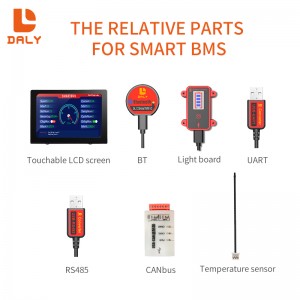 DALY
THE RELATIVE PARTS
FOR SMART BMS
Touchable LCD screen
BT
Light board
UART
RS485
CANbus
Temperature sensor